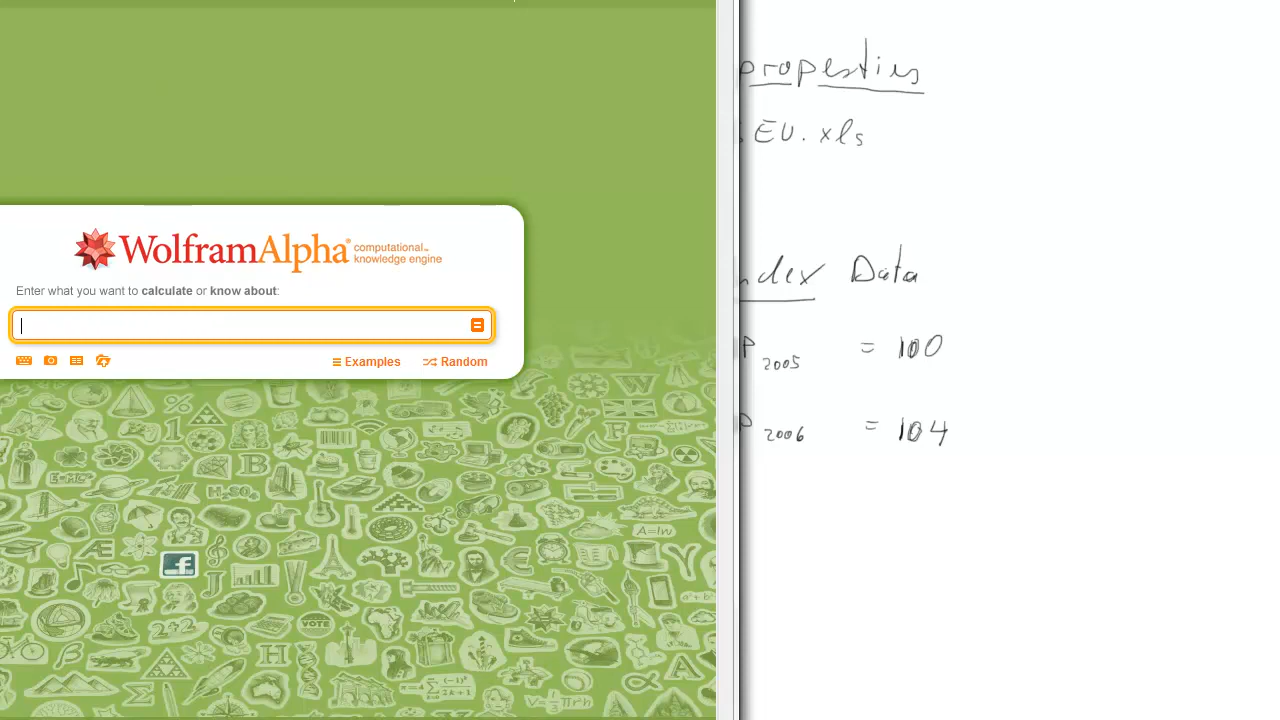 WolframAlpha computational knowledge engine
Enter what you want to calculate or know about:
Examples Random
properties
EU.xls
ndex Data
P 2005 = 100
P 2006 = 104